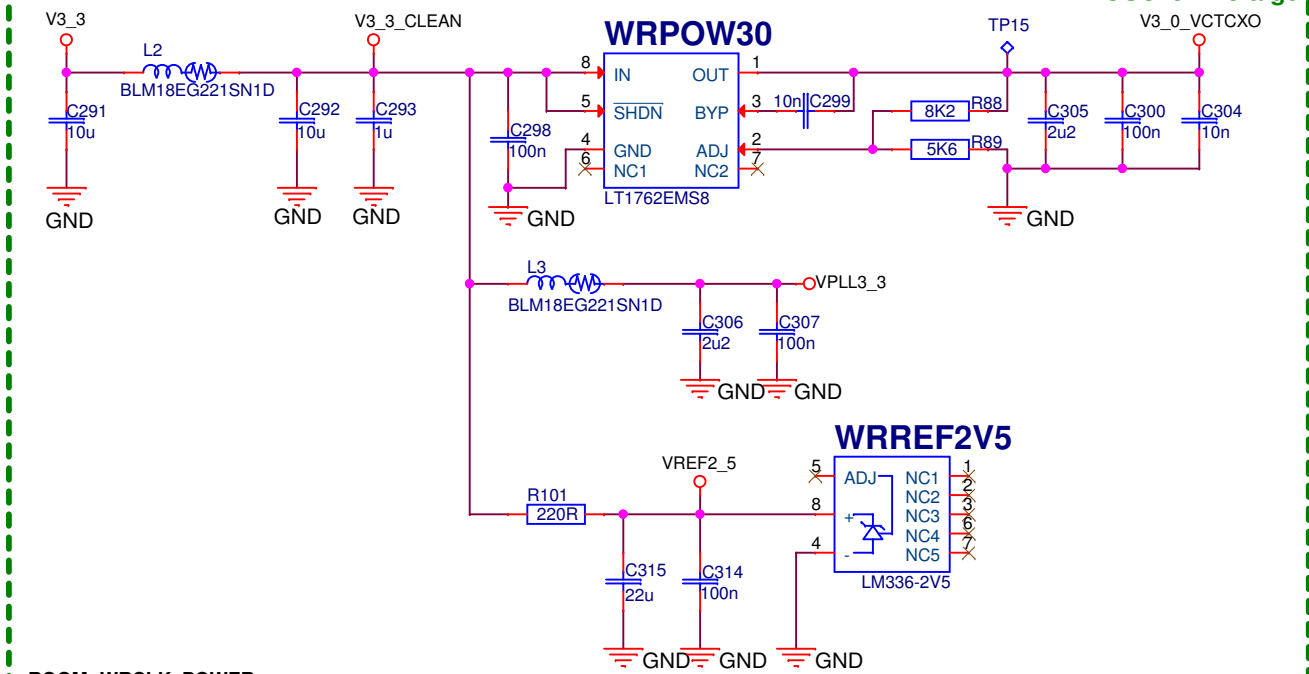 V3_3
V3_3_CLEAN
WRPOW30
TP15
V3_0_VCTCXO
L2
BLM18EG221SN1D
C291
10u
C292
10u
C293
1u
C298
100n
8
5
4
6
IN
SHDN
GND
NC1
OUT
BYP
ADJ
NC2
1
3
2
7
LT1762EMS8
10n
C299
8K2
R88
5K6
R89
C305
2u2
C300
100n
C304
10n
GND
GND
GND
GND
GND
L3
BLM18EG221SN1D
VPLL3_3
C306
2u2
C307
100n
GND
GND
WRREF2V5
VREF2_5
R101
220R
C315
22u
C314
100n
5
8
4
ADJ
+
-
NC1
NC2
NC3
NC4
NC5
1
2
3
6
7
LM336-2V5
GND
GND
GND